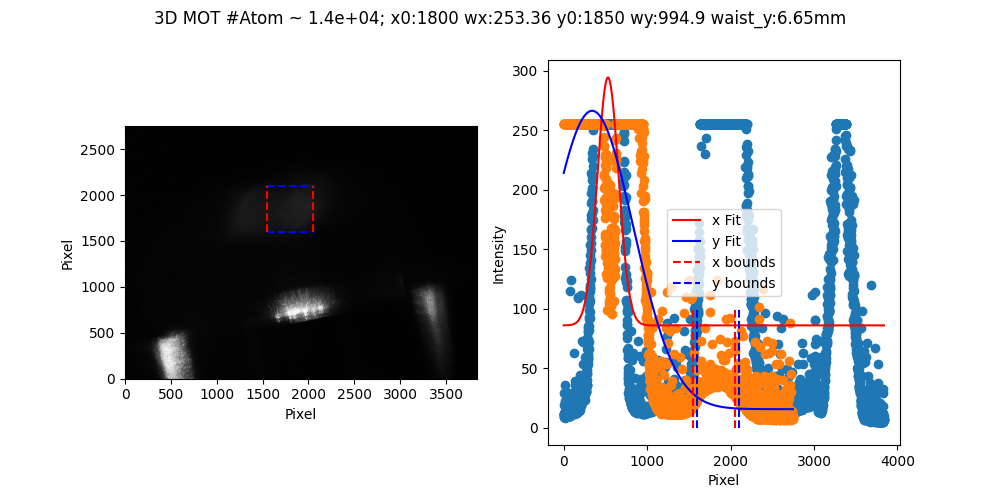 3D MOT #Atom ~ 1.4e+04; x0:1800 wx:253.36 y0:1850 wy:994.9 waist_y:6.65mm
2500
2000
1500
1000
500
0
Pixel
0 500 1000 1500 2000 2500 3000 3500
Pixel
300
250
200
150
100
50
0
Intensity
x Fit
y Fit
x bounds
y bounds
0 1000 2000 3000 4000
Pixel